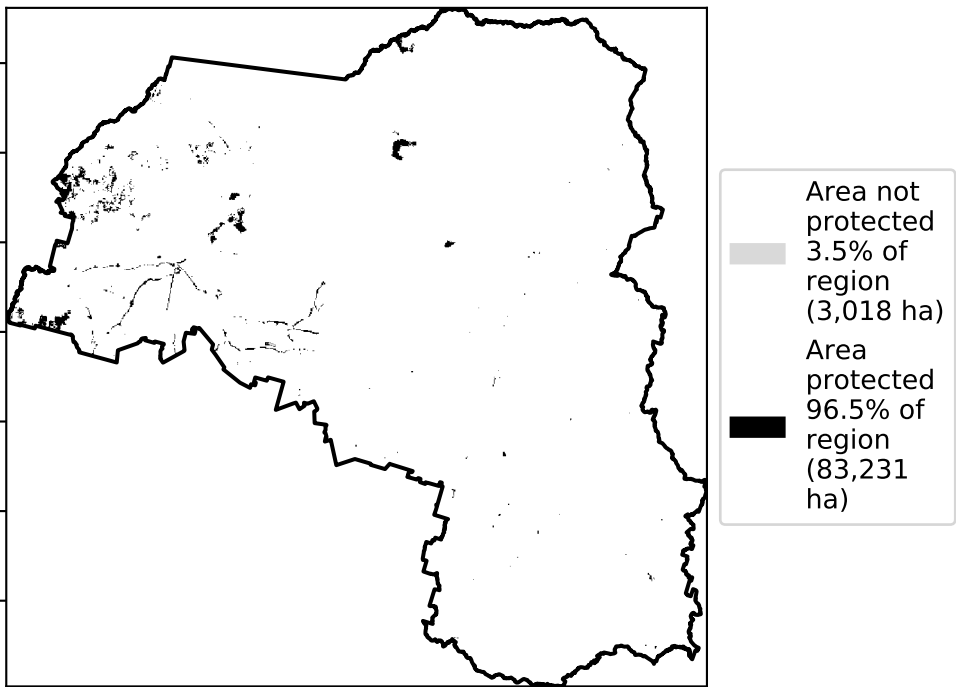 Area not
protected
3.5% of
region
(3,018 ha)
Area
protected
96.5% of
region
(83,231
ha)